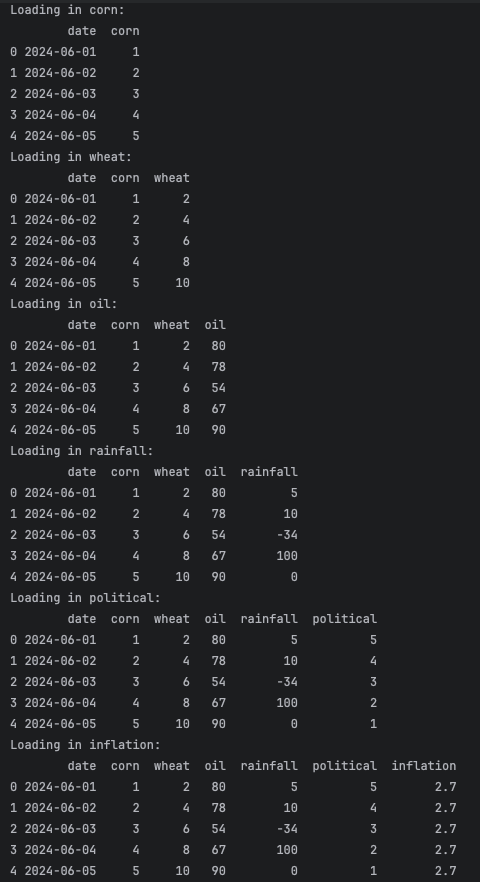 Loading in corn:
        date  corn
0 2024-06-01     1
1 2024-06-02     2
2 2024-06-03     3
3 2024-06-04     4
4 2024-06-05     5
Loading in wheat:
        date  corn  wheat
0 2024-06-01     1      2
1 2024-06-02     2      4
2 2024-06-03     3      6
3 2024-06-04     4      8
4 2024-06-05     5     10
Loading in oil:
        date  corn  wheat  oil
0 2024-06-01     1      2   80
1 2024-06-02     2      4   78
2 2024-06-03     3      6   54
3 2024-06-04     4      8   67
4 2024-06-05     5     10   90
Loading in rainfall:
        date  corn  wheat  oil  rainfall
0 2024-06-01     1      2   80         5
1 2024-06-02     2      4   78        10
2 2024-06-03     3      6   54       -34
3 2024-06-04     4      8   67       100
4 2024-06-05     5     10   90         0
Loading in political:
        date  corn  wheat  oil  rainfall  political
0 2024-06-01     1      2   80         5          5
1 2024-06-02     2      4   78        10          4
2 2024-06-03     3      6   54       -34          3
3 2024-06-04     4      8   67       100          2
4 2024-06-05     5     10   90         0          1
Loading in inflation:
        date  corn  wheat  oil  rainfall  political  inflation
0 2024-06-01     1      2   80         5          5        2.7
1 2024-06-02     2      4   78        10          4        2.7
2 2024-06-03     3      6   54       -34          3        2.7
3 2024-06-04     4      8   67       100          2        2.7
4 2024-06-05     5     10   90         0          1        2.7